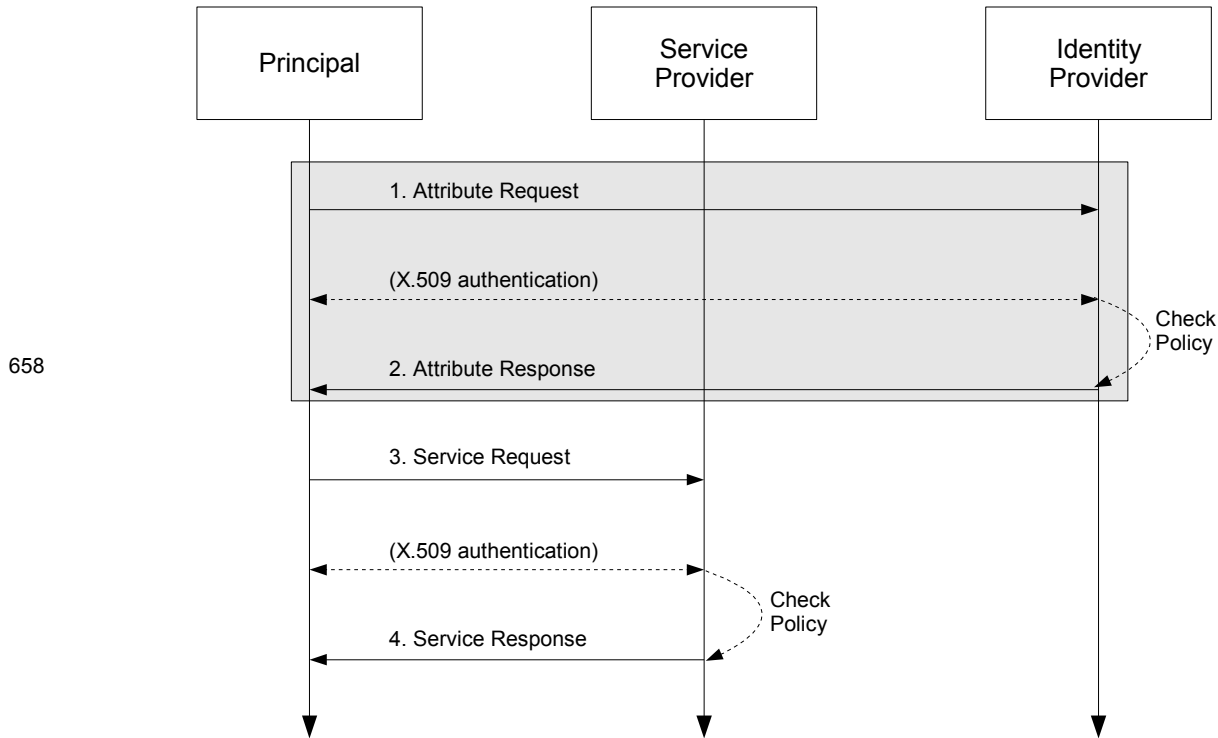 Principal
Service
Provider
Identity
Provider
1. Attribute Request
(X.509 authentication)
Check
Policy
658
2. Attribute Response
3. Service Request
(X.509 authentication)
Check
Policy
4. Service Response